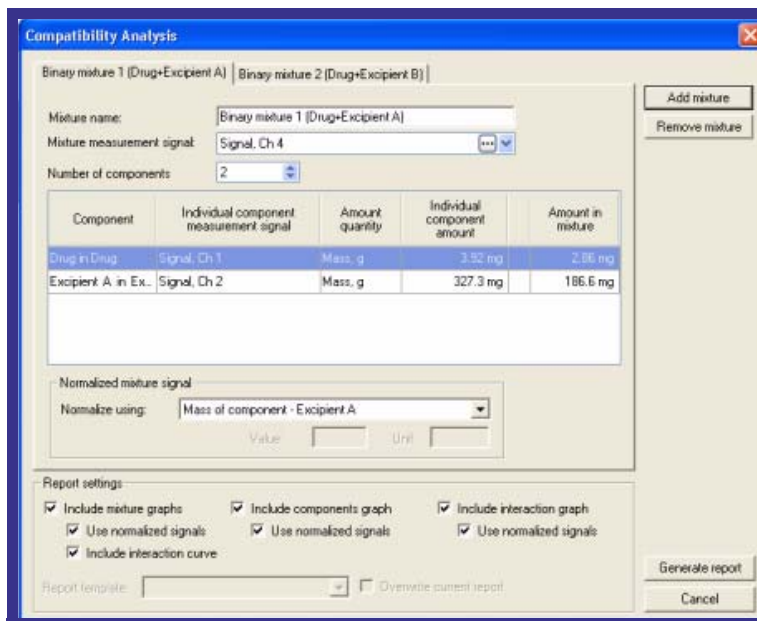 Compatibility Analysis
Binary mixture 1 (Drug+Excipient A) Binary mixture 2 (Drug+Excipient B)
Add mixture
Remove mixture
Mixture name: Binary mixture 1 (Drug+Excipient A)
Mixture measurement signal: Signal, Ch 4
Number of components 2
Component Individual component measurement signal Amount quantity Individual component amount Amount in mixture
Drug in Drug Signal, Ch 1 Mass, g 3.92 mg 2.86 mg
Excipient A in Ex... Signal, Ch 2 Mass, g 327.3 mg 186.6 mg
Normalized mixture signal
Normalize using: Mass of component - Excipient A
Value Unit
Report settings
Include mixture graphs Include components graph Include interaction graph
Use normalized signals Use normalized signals Use normalized signals
Include interaction curve
Report template: Overwrite current report
Generate report
Cancel